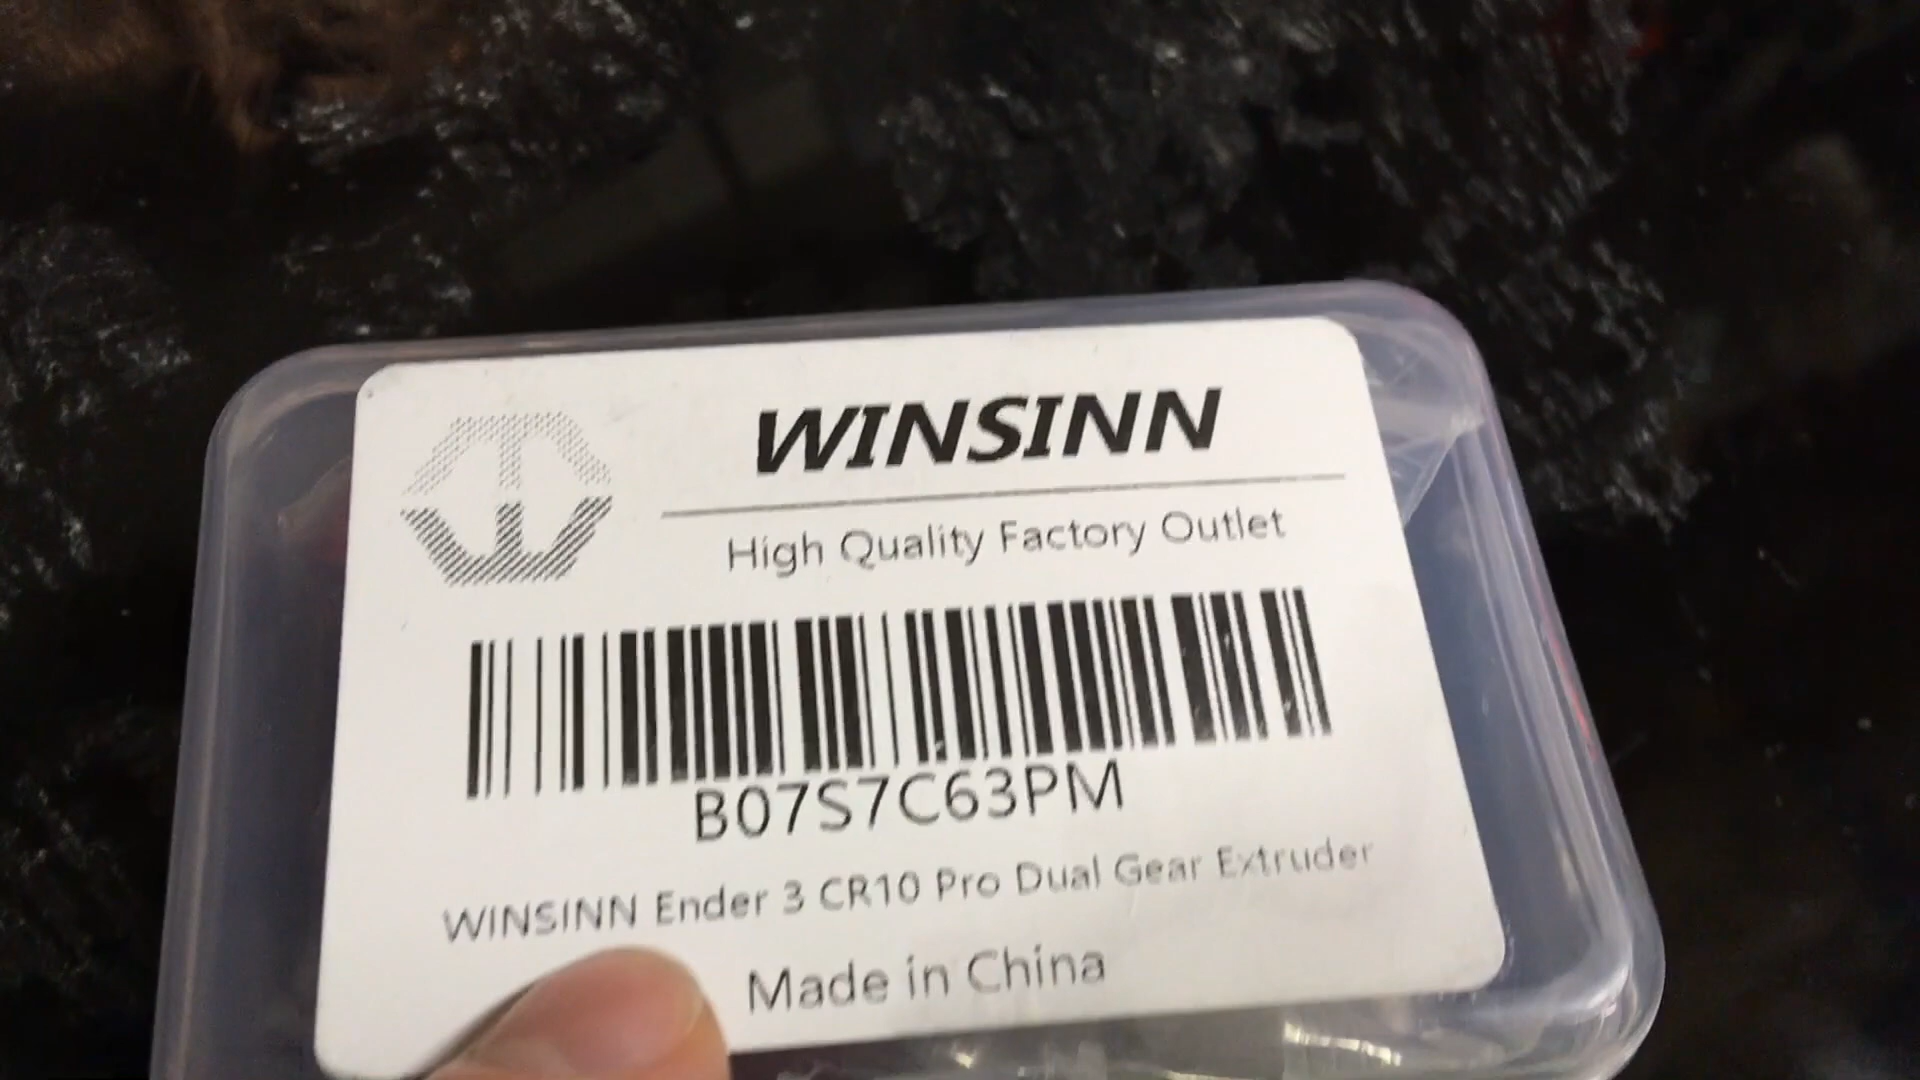 WINSINN
High Quality Factory Outlet
B07S7C63PM
WINSINN Ender 3 CR10 Pro Dual Gear Extruder
Made in China